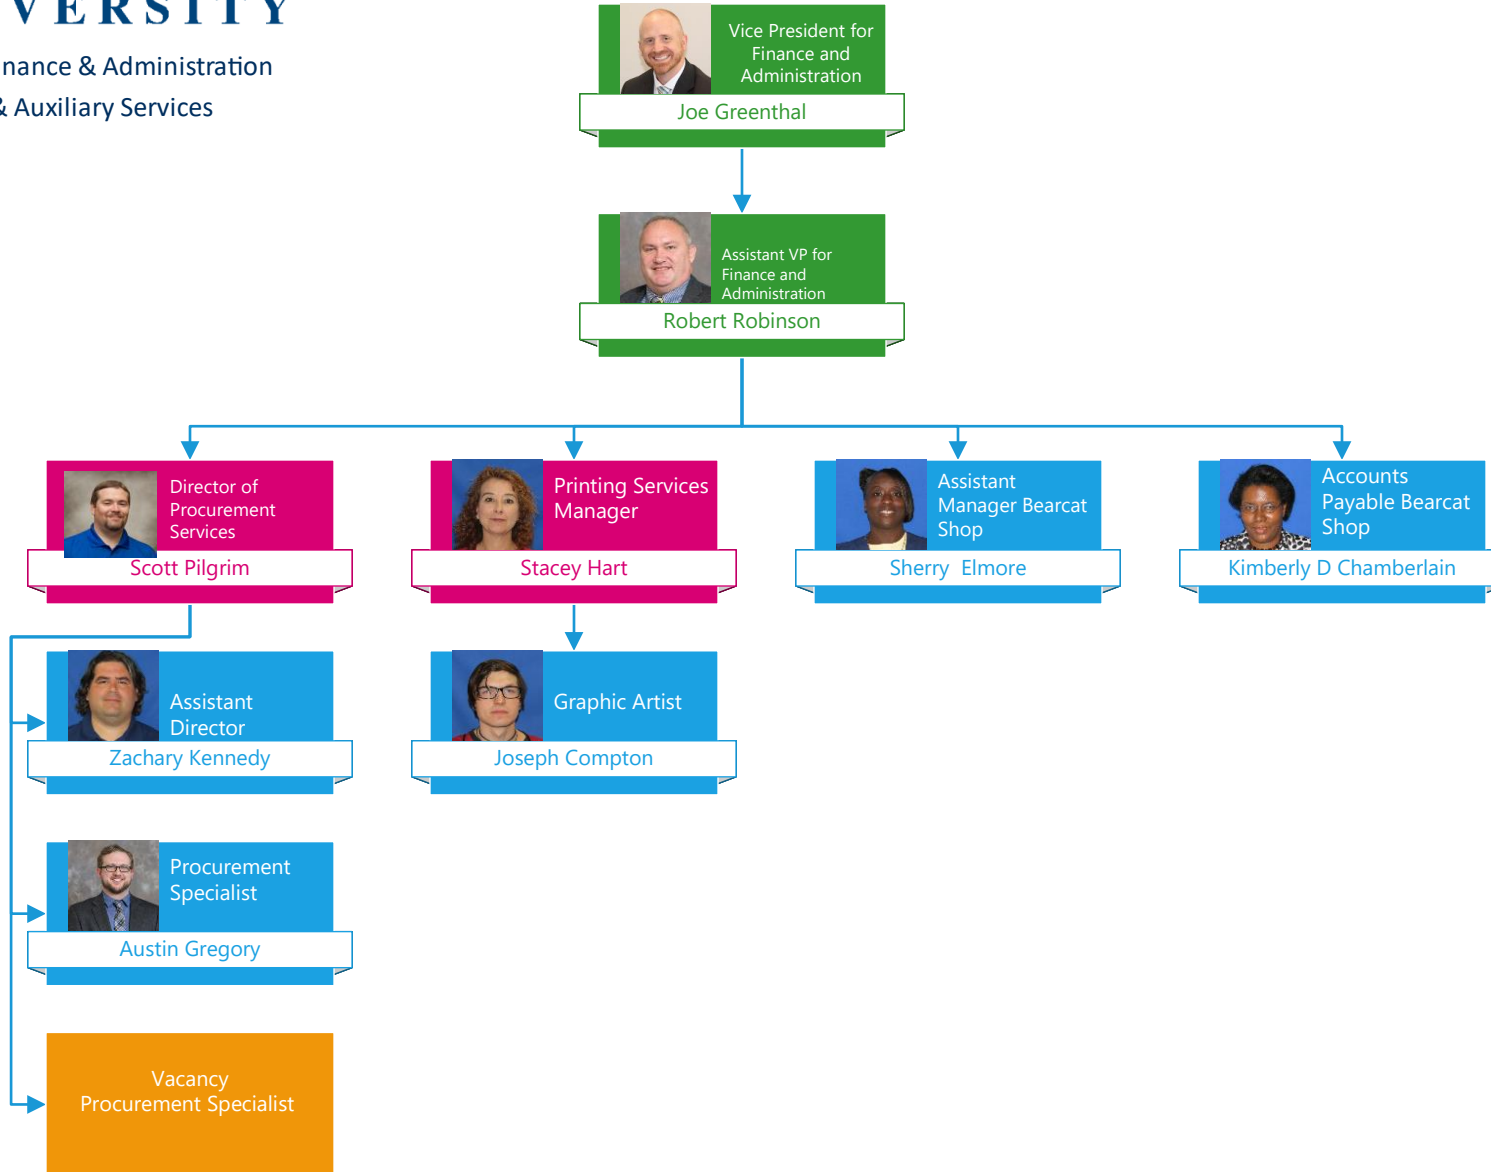 VERSITY
inance & Administration
& Auxiliary Services
Vice President for
Finance and
Administration
Joe Greenthal
Assistant VP for
Finance and
Administration
Robert Robinson
Director of
Procurement
Services
Scott Pilgrim
Printing Services
Manager
Stacey Hart
Assistant
Manager Bearcat
Shop
Sherry Elmore
Accounts
Payable Bearcat
Shop
Kimberly D Chamberlain
Assistant
Director
Zachary Kennedy
Graphic Artist
Joseph Compton
Procurement
Specialist
Austin Gregory
Vacancy
Procurement Specialist